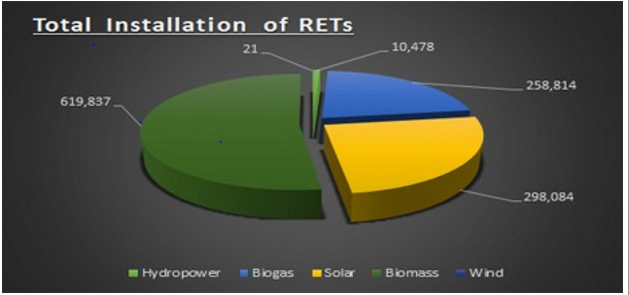 Total Installation of RETs
21
10,478
258,814
619,837
298,084
Hydropower Biogas Solar Biomass Wind